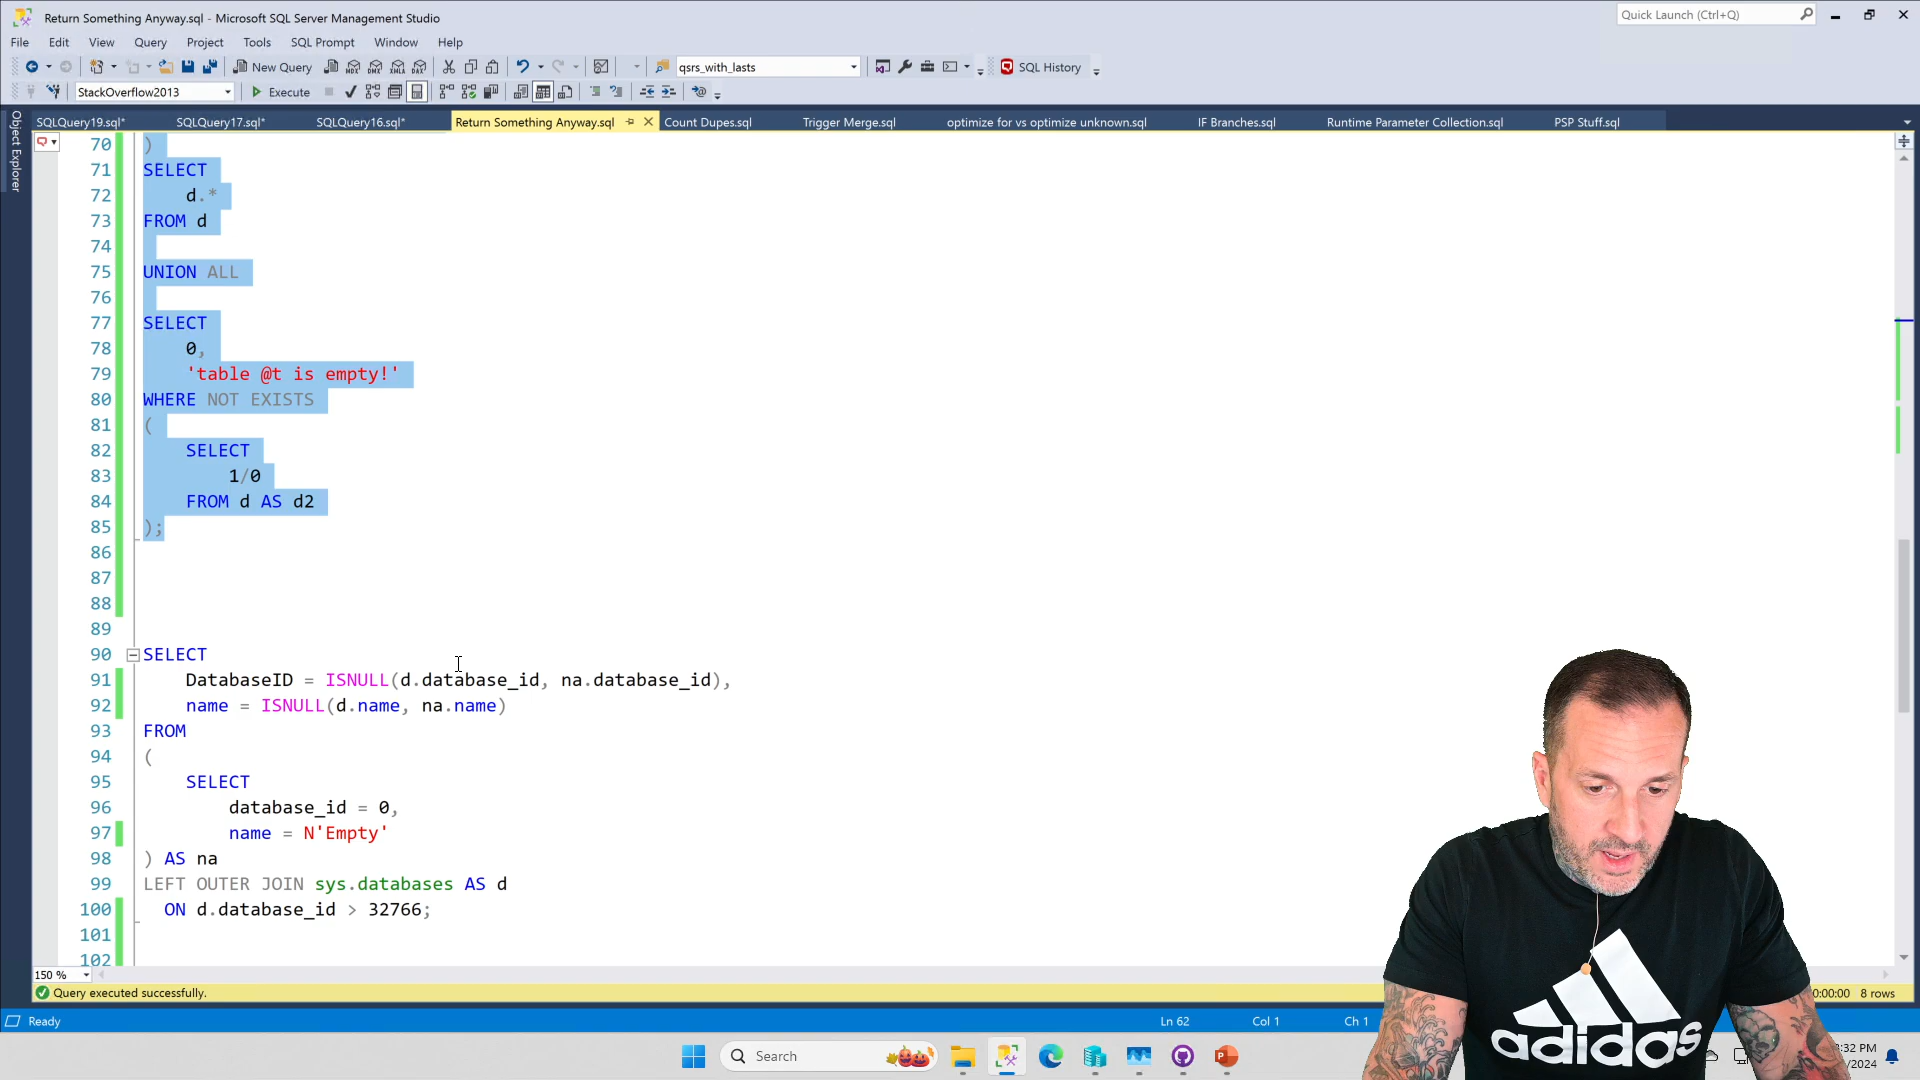 Return Something Anyway.sql - Microsoft SQL Server Management Studio
Quick Launch (Ctrl+Q)
File Edit View Query Project Tools SQL Prompt Window Help
New Query
MDX DMX XMLA DAX
qsrs_with_lasts
SQL History
StackOverflow2013
Execute
SQLQuery19.sql* SQLQuery17.sql* SQLQuery16.sql* Return Something Anyway.sql Count Dupes.sql Trigger Merge.sql optimize for vs optimize unknown.sql IF Branches.sql Runtime Parameter Collection.sql PSP Stuff.sql
Object Explorer
70 )
71 SELECT
72 d.*
73 FROM d
74
75 UNION ALL
76
77 SELECT
78 0,
79 'table @t is empty!'
80 WHERE NOT EXISTS
81 (
82 SELECT
83 1/0
84 FROM d AS d2
85 );
86
87
88
89
90 SELECT
91 DatabaseID = ISNULL(d.database_id, na.database_id),
92 name = ISNULL(d.name, na.name)
93 FROM
94 (
95 SELECT
96 database_id = 0,
97 name = N'Empty'
98 ) AS na
99 LEFT OUTER JOIN sys.databases AS d
100 ON d.database_id > 32766;
101
102
150 %
Query executed successfully.
0:00:00 8 rows
Ready
Ln 62 Col 1 Ch 1
Search
:32 PM
/2024
adidas